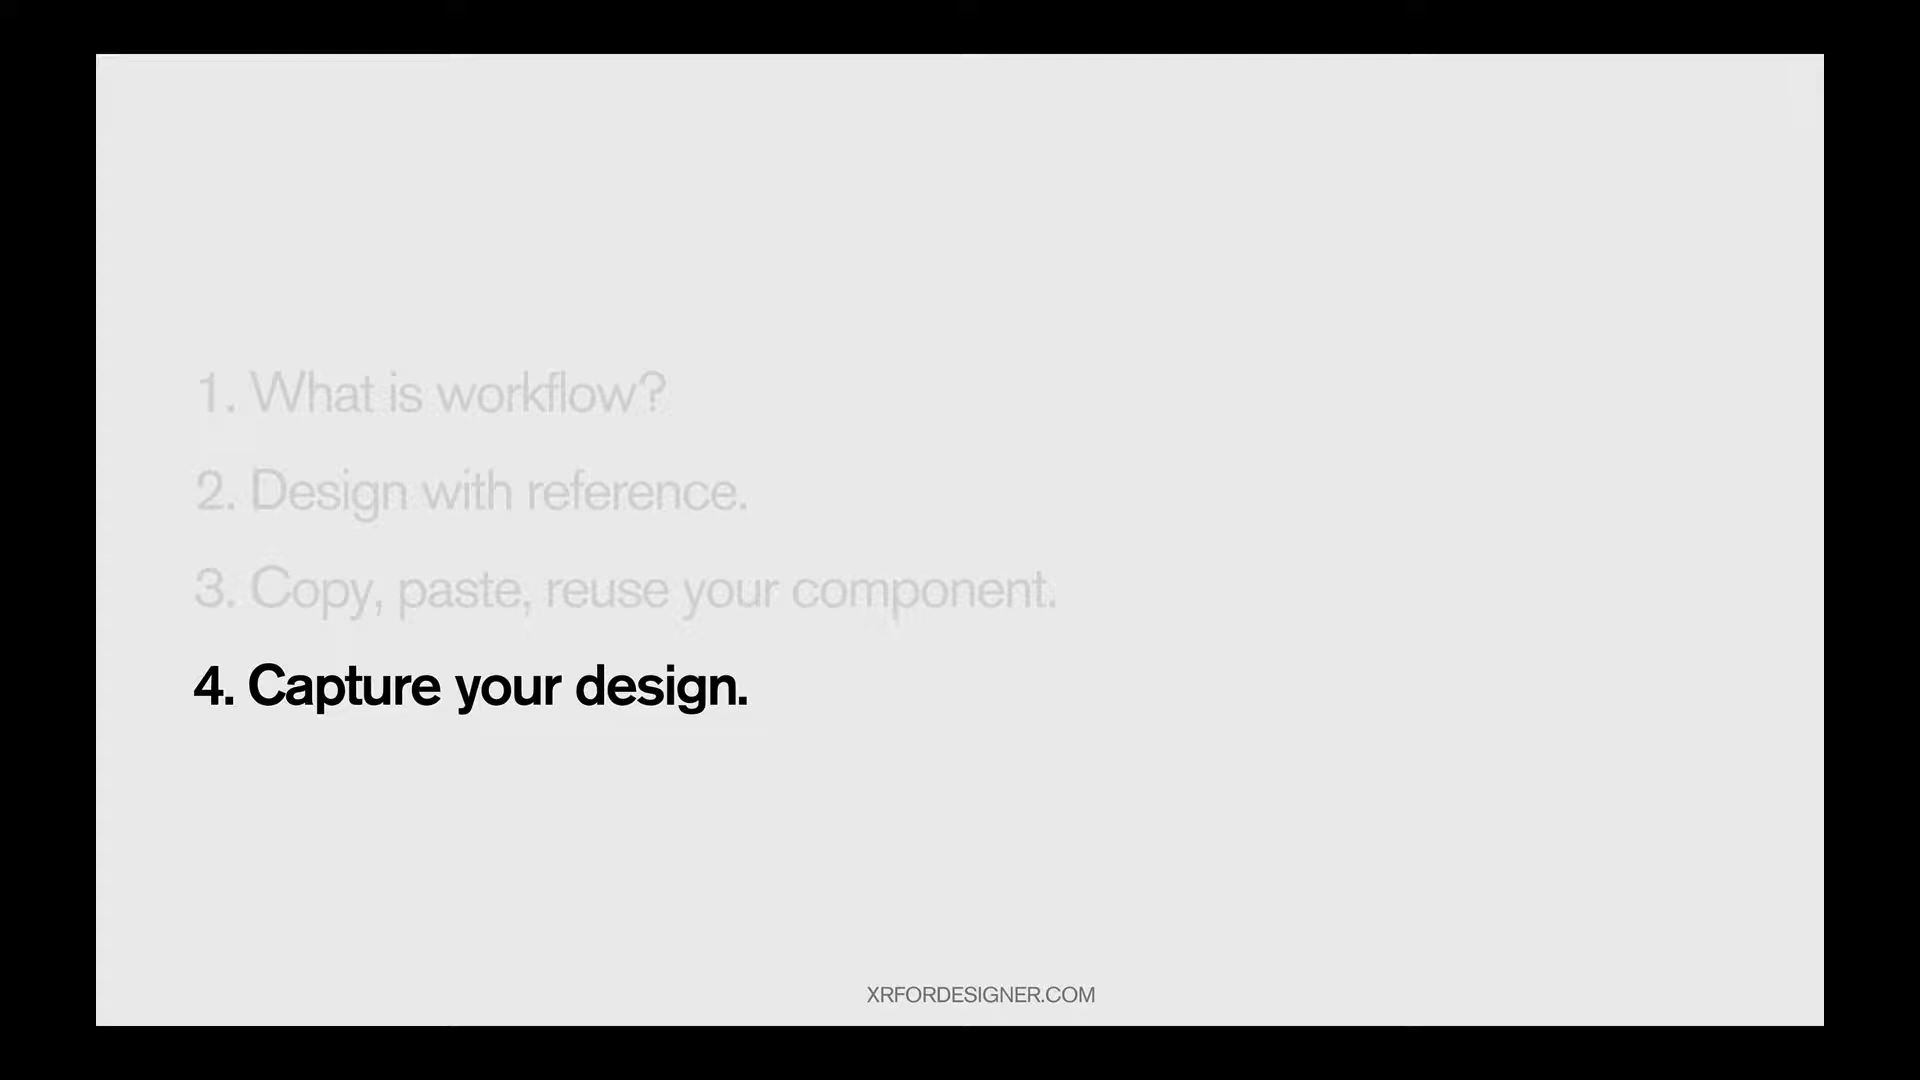 1. What is workflow?
2. Design with reference.
3. Copy, paste, reuse your component.
4. Capture your design.
XRFORDESIGNER.COM